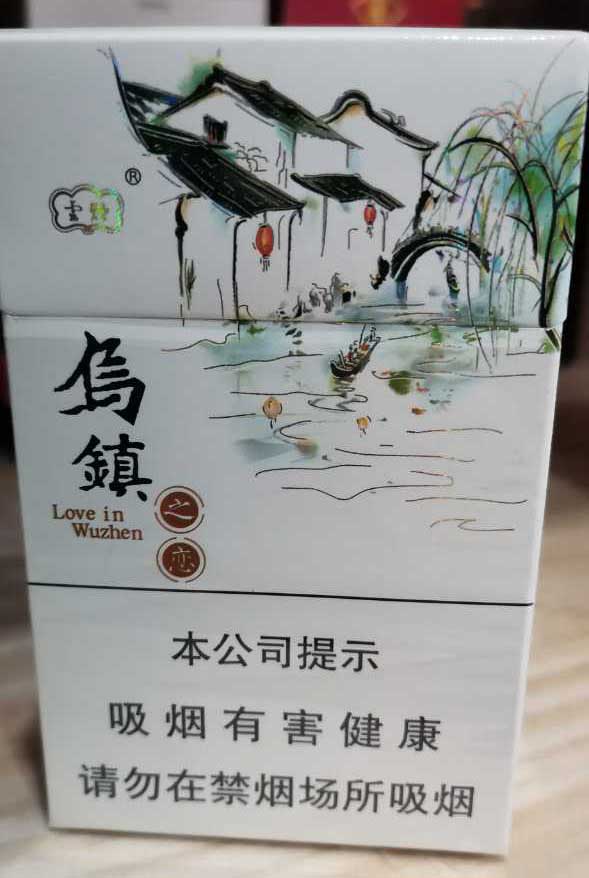 ®
烏
鎮
Love in
Wuzhen
之
恋
本公司提示
吸烟有害健康
请勿在禁烟场所吸烟